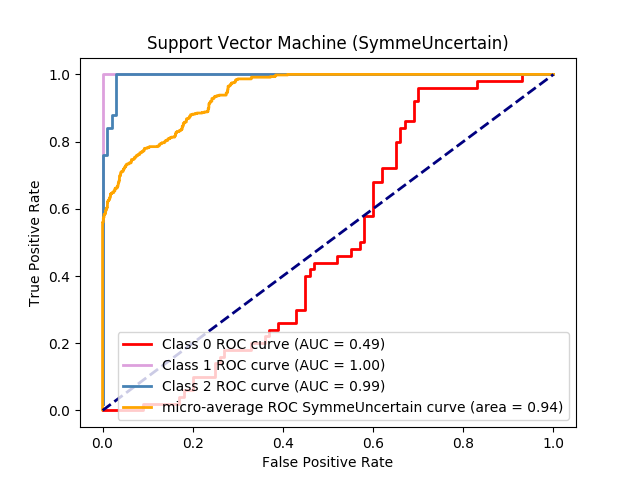 Support Vector Machine (SymmeUncertain)
True Positive Rate
1.0
0.8
0.6
0.4
0.2
0.0
Class 0 ROC curve (AUC = 0.49)
Class 1 ROC curve (AUC = 1.00)
Class 2 ROC curve (AUC = 0.99)
micro-average ROC SymmeUncertain curve (area = 0.94)
0.0 0.2 0.4 0.6 0.8 1.0
False Positive Rate